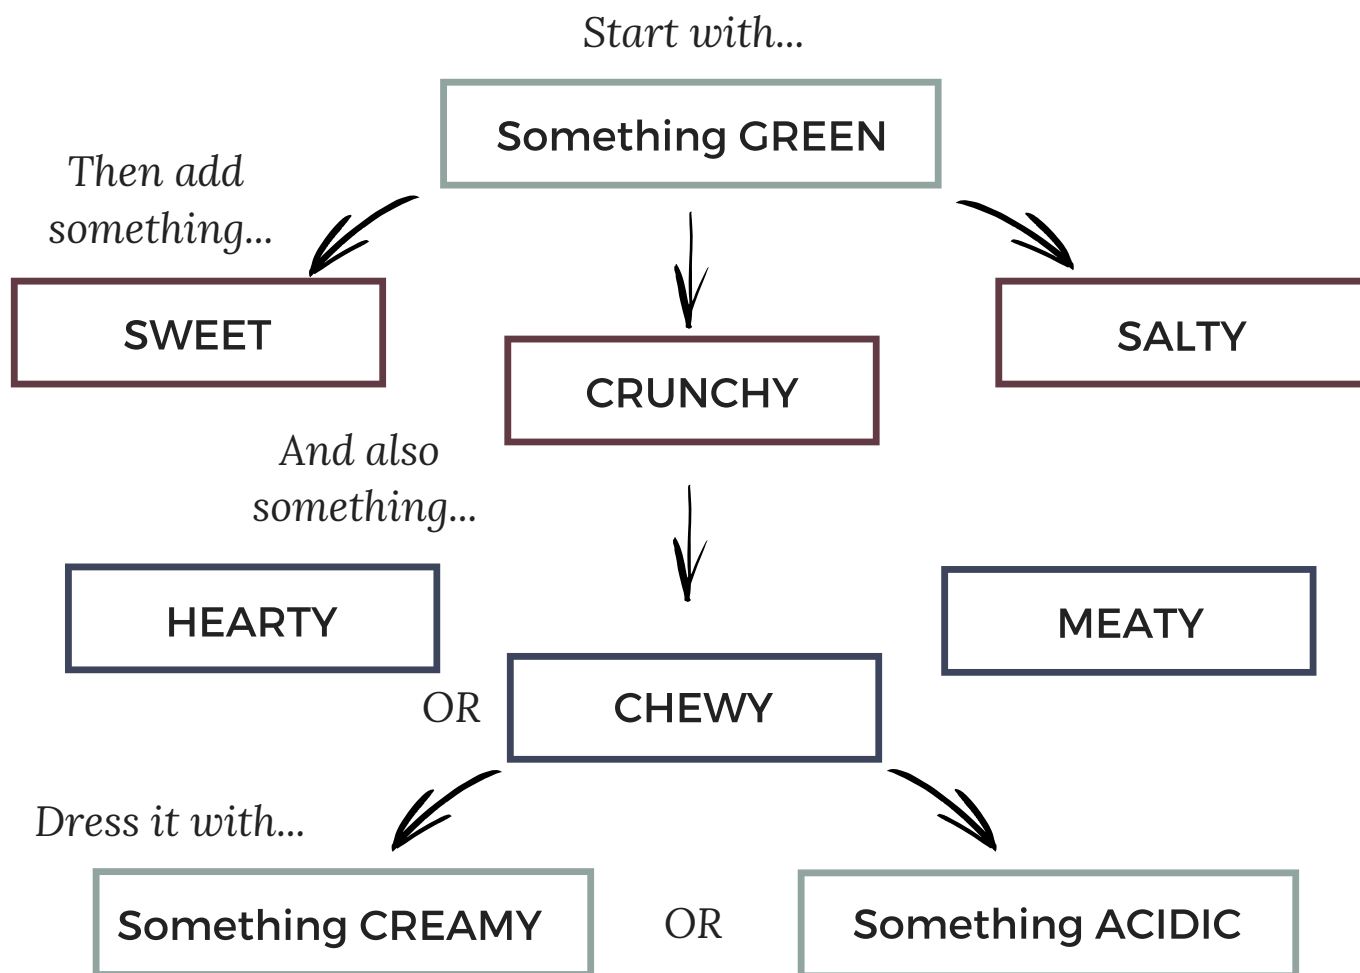 Start with...
Something GREEN
Then add
something...
SWEET
CRUNCHY
SALTY
And also
something...
HEARTY
MEATY
OR
CHEWY
Dress it with...
Something CREAMY
OR
Something ACIDIC